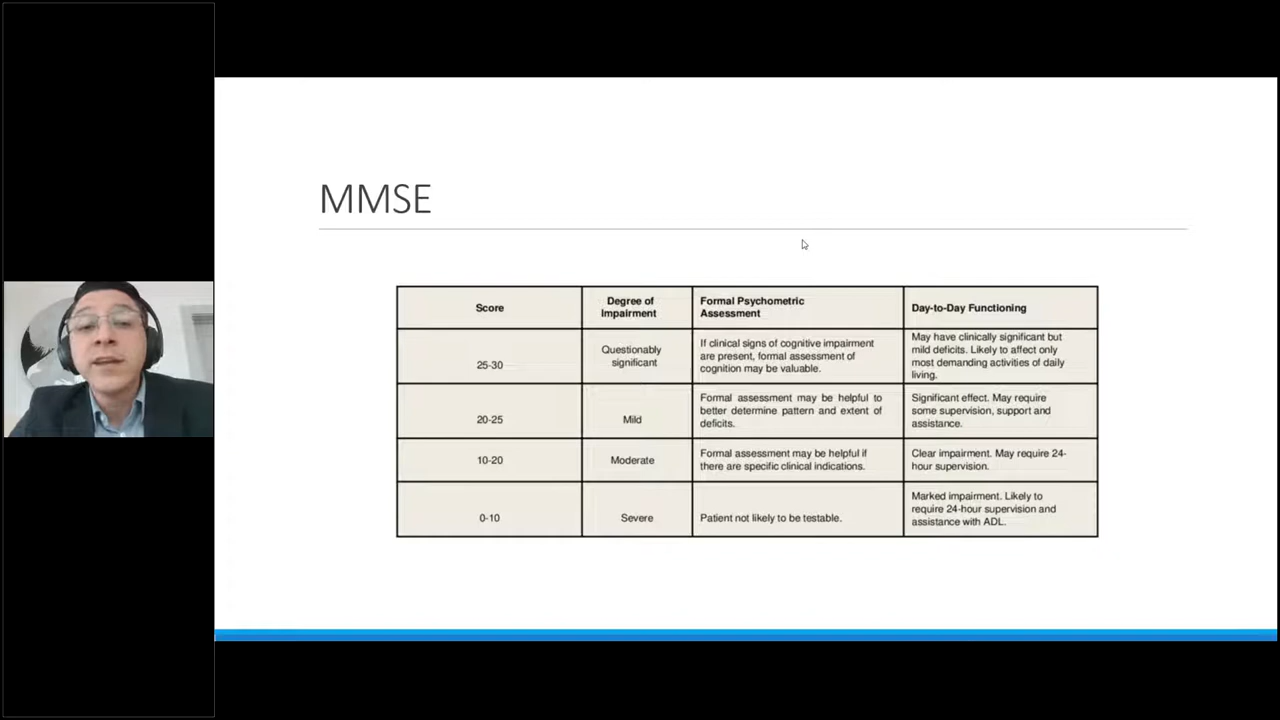 MMSE
Score
Degree of
Impairment
Formal Psychometric
Assessment
Day-to-Day Functioning
25-30
Questionably
significant
If clinical signs of cognitive impairment
are present, formal assessment of
cognition may be valuable.
May have clinically significant but
mild deficits. Likely to affect only
most demanding activities of daily
living.
20-25
Mild
Formal assessment may be helpful to
better determine pattern and extent of
deficits.
Significant effect. May require
some supervision, support and
assistance.
10-20
Moderate
Formal assessment may be helpful if
there are specific clinical indications.
Clear impairment. May require 24-
hour supervision.
0-10
Severe
Patient not likely to be testable.
Marked impairment. Likely to
require 24-hour supervision and
assistance with ADL.